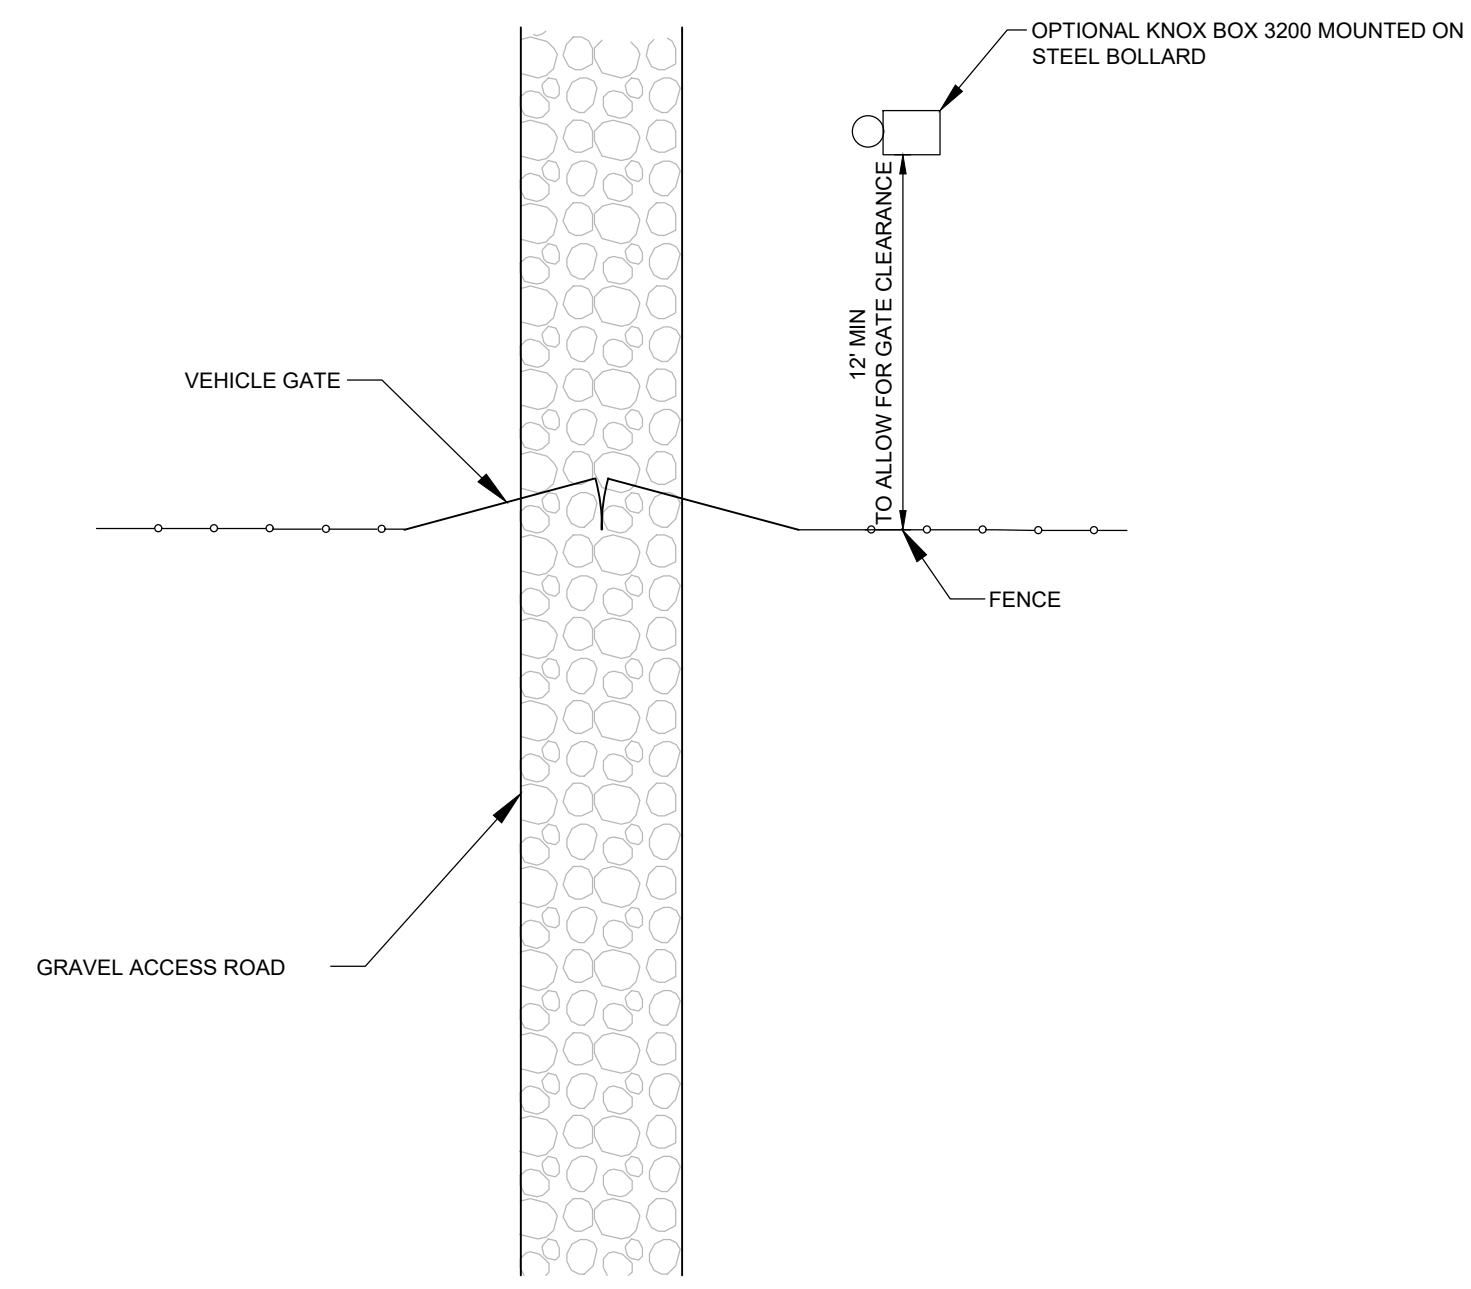 OPTIONAL KNOX BOX 3200 MOUNTED ON
STEEL BOLLARD
12' MIN
TO ALLOW FOR GATE CLEARANCE
VEHICLE GATE
FENCE
GRAVEL ACCESS ROAD